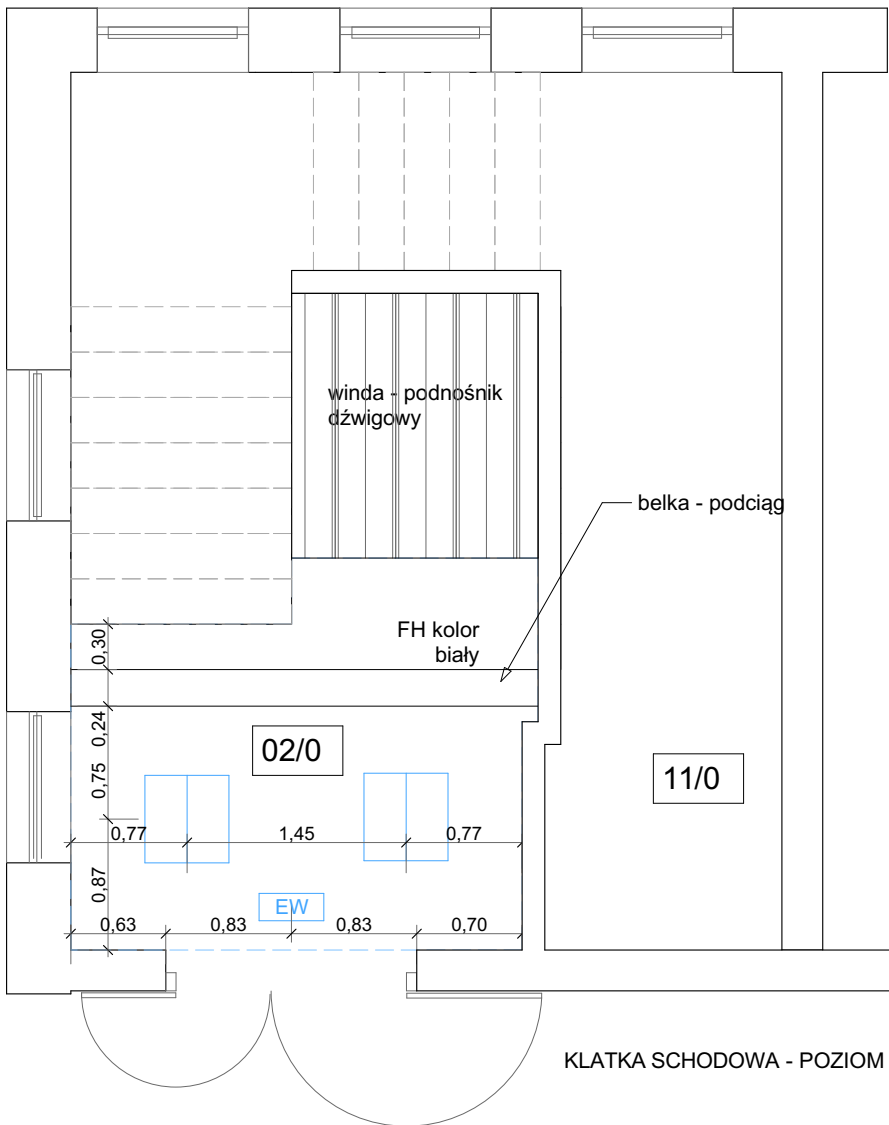 winda - podnośnik
dźwigowy
belka - podciąg
FH kolor
biały
0,30
0,24
02/0
0,75
11/0
0,77
1,45
0,77
0,87
EW
0,63
0,83
0,83
0,70
KLATKA SCHODOWA - POZIOM